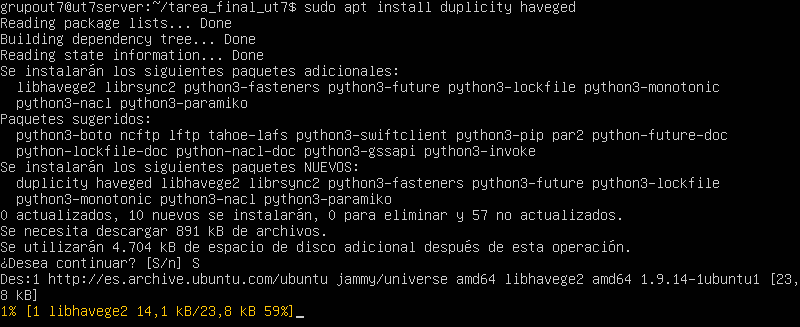 grupout7@ut7server:~/tarea_final_ut7$ sudo apt install duplicity haveged
Reading package lists... Done
Building dependency tree... Done
Reading state information... Done
Se instalarán los siguientes paquetes adicionales:
  libhavege2 librsync2 python3-fasteners python3-future python3-lockfile python3-monotonic
  python3-nacl python3-paramiko
Paquetes sugeridos:
  python3-boto ncftp lftp tahoe-lafs python3-swiftclient python3-pip par2 python-future-doc
  python-lockfile-doc python-nacl-doc python3-gssapi python3-invoke
Se instalarán los siguientes paquetes NUEVOS:
  duplicity haveged libhavege2 librsync2 python3-fasteners python3-future python3-lockfile
  python3-monotonic python3-nacl python3-paramiko
0 actualizados, 10 nuevos se instalarán, 0 para eliminar y 57 no actualizados.
Se necesita descargar 891 kB de archivos.
Se utilizarán 4.704 kB de espacio de disco adicional después de esta operación.
¿Desea continuar? [S/n] S
Des:1 http://es.archive.ubuntu.com/ubuntu jammy/universe amd64 libhavege2 amd64 1.9.14-1ubuntu1 [23,
8 kB]
1% [1 libhavege2 14,1 kB/23,8 kB 59%]_